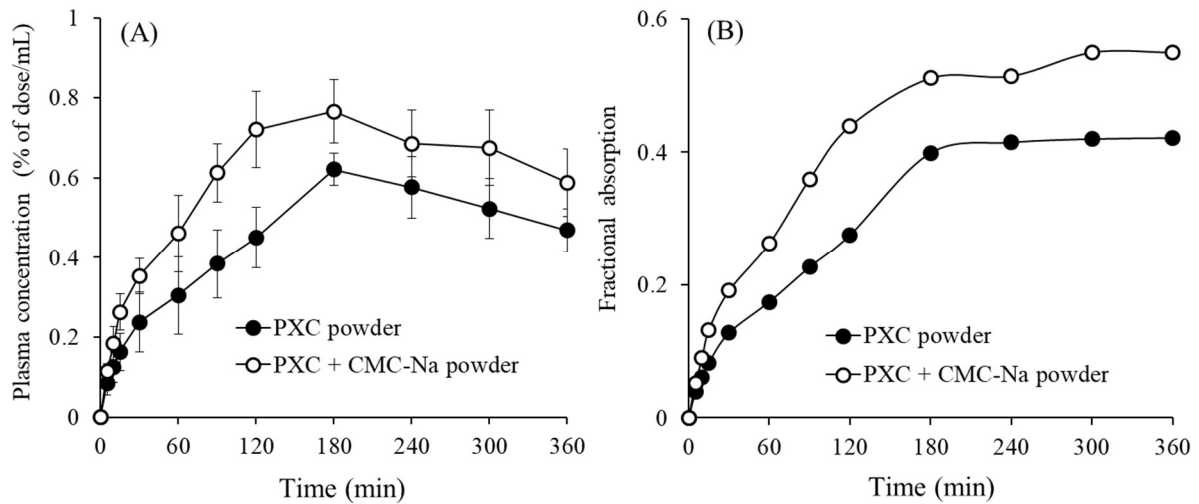 (A)
Plasma concentration (% of dose/mL)
1
0.8
0.6
0.4
0.2
0
0 60 120 180 240 300 360
Time (min)
PXC powder
PXC + CMC-Na powder
(B)
Fractional absorption
0.6
0.4
0.2
0
0 60 120 180 240 300 360
Time (min)
PXC powder
PXC + CMC-Na powder